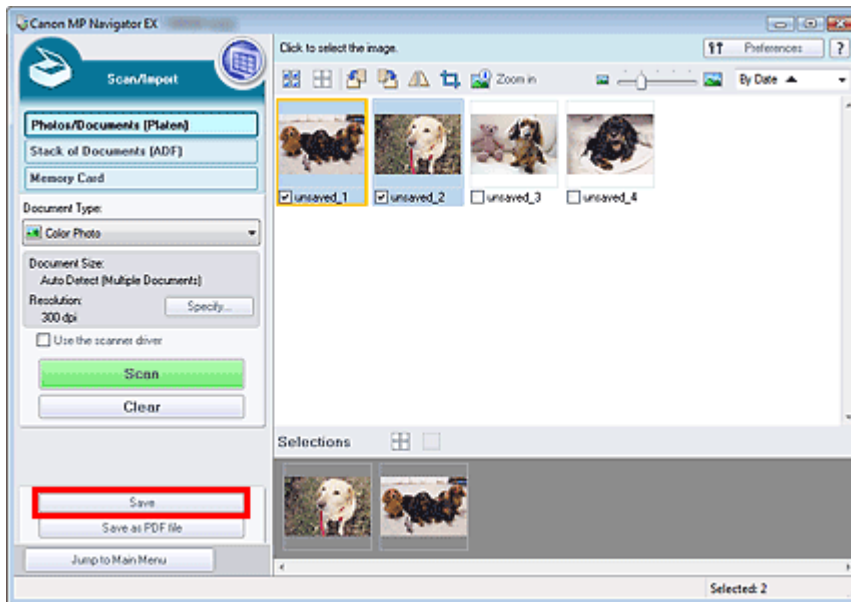 Canon MP Navigator EX
Scan/Import
Photos/Documents (Platen)
Stack of Documents (ADF)
Memory Card
Document Type:
Color Photo
Document Size:
Auto Detect (Multiple Documents)
Resolution:
300 dpi
Specify...
Use the scanner driver
Scan
Clear
Save
Save as PDF file
Jump to Main Menu
Click to select the image.
Preferences
?
Zoom in
By Date
unsaved_1
unsaved_2
unsaved_3
unsaved_4
Selections
Selected: 2